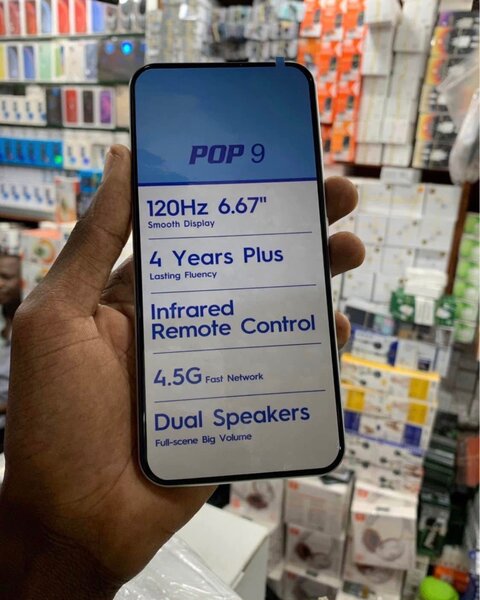 POP 9
120Hz 6.67"
Smooth Display
4 Years Plus
Lasting Fluency
Infrared
Remote Control
4.5G Fast Network
Dual Speakers
Full-scene Big Volume